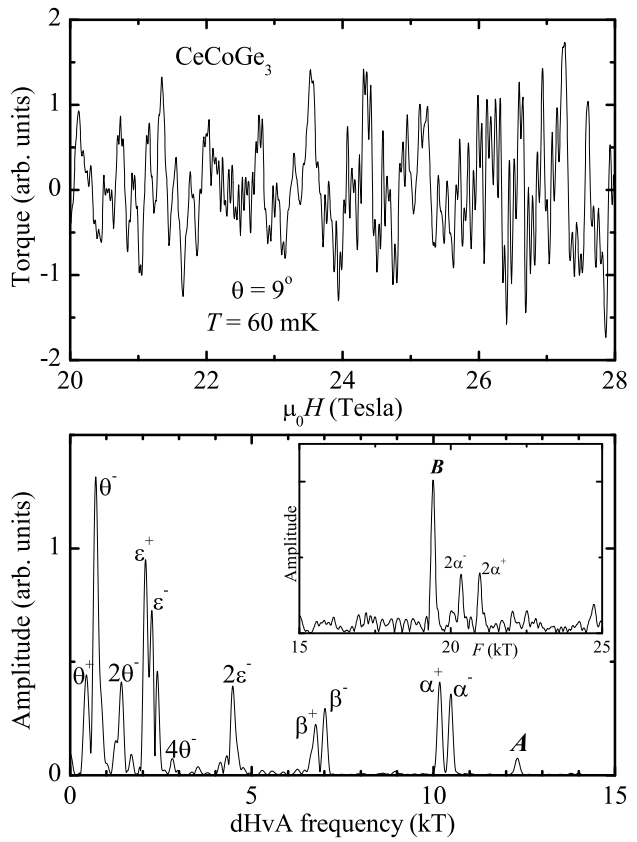 2
1
0
-1
-2
Torque (arb. units)
CeCoGe₃
θ = 9°
T = 60 mK
20 22 24 26 28
μ₀H (Tesla)
1
0
Amplitude (arb. units)
θ⁺
θ⁻
2θ⁻
ε⁺
ε⁻
4θ⁻
2ε⁻
β⁺
β⁻
α⁺
α⁻
A
0 5 10 15
dHvA frequency (kT)
Amplitude
B
2α⁻
2α⁺
15 20 25
F (kT)